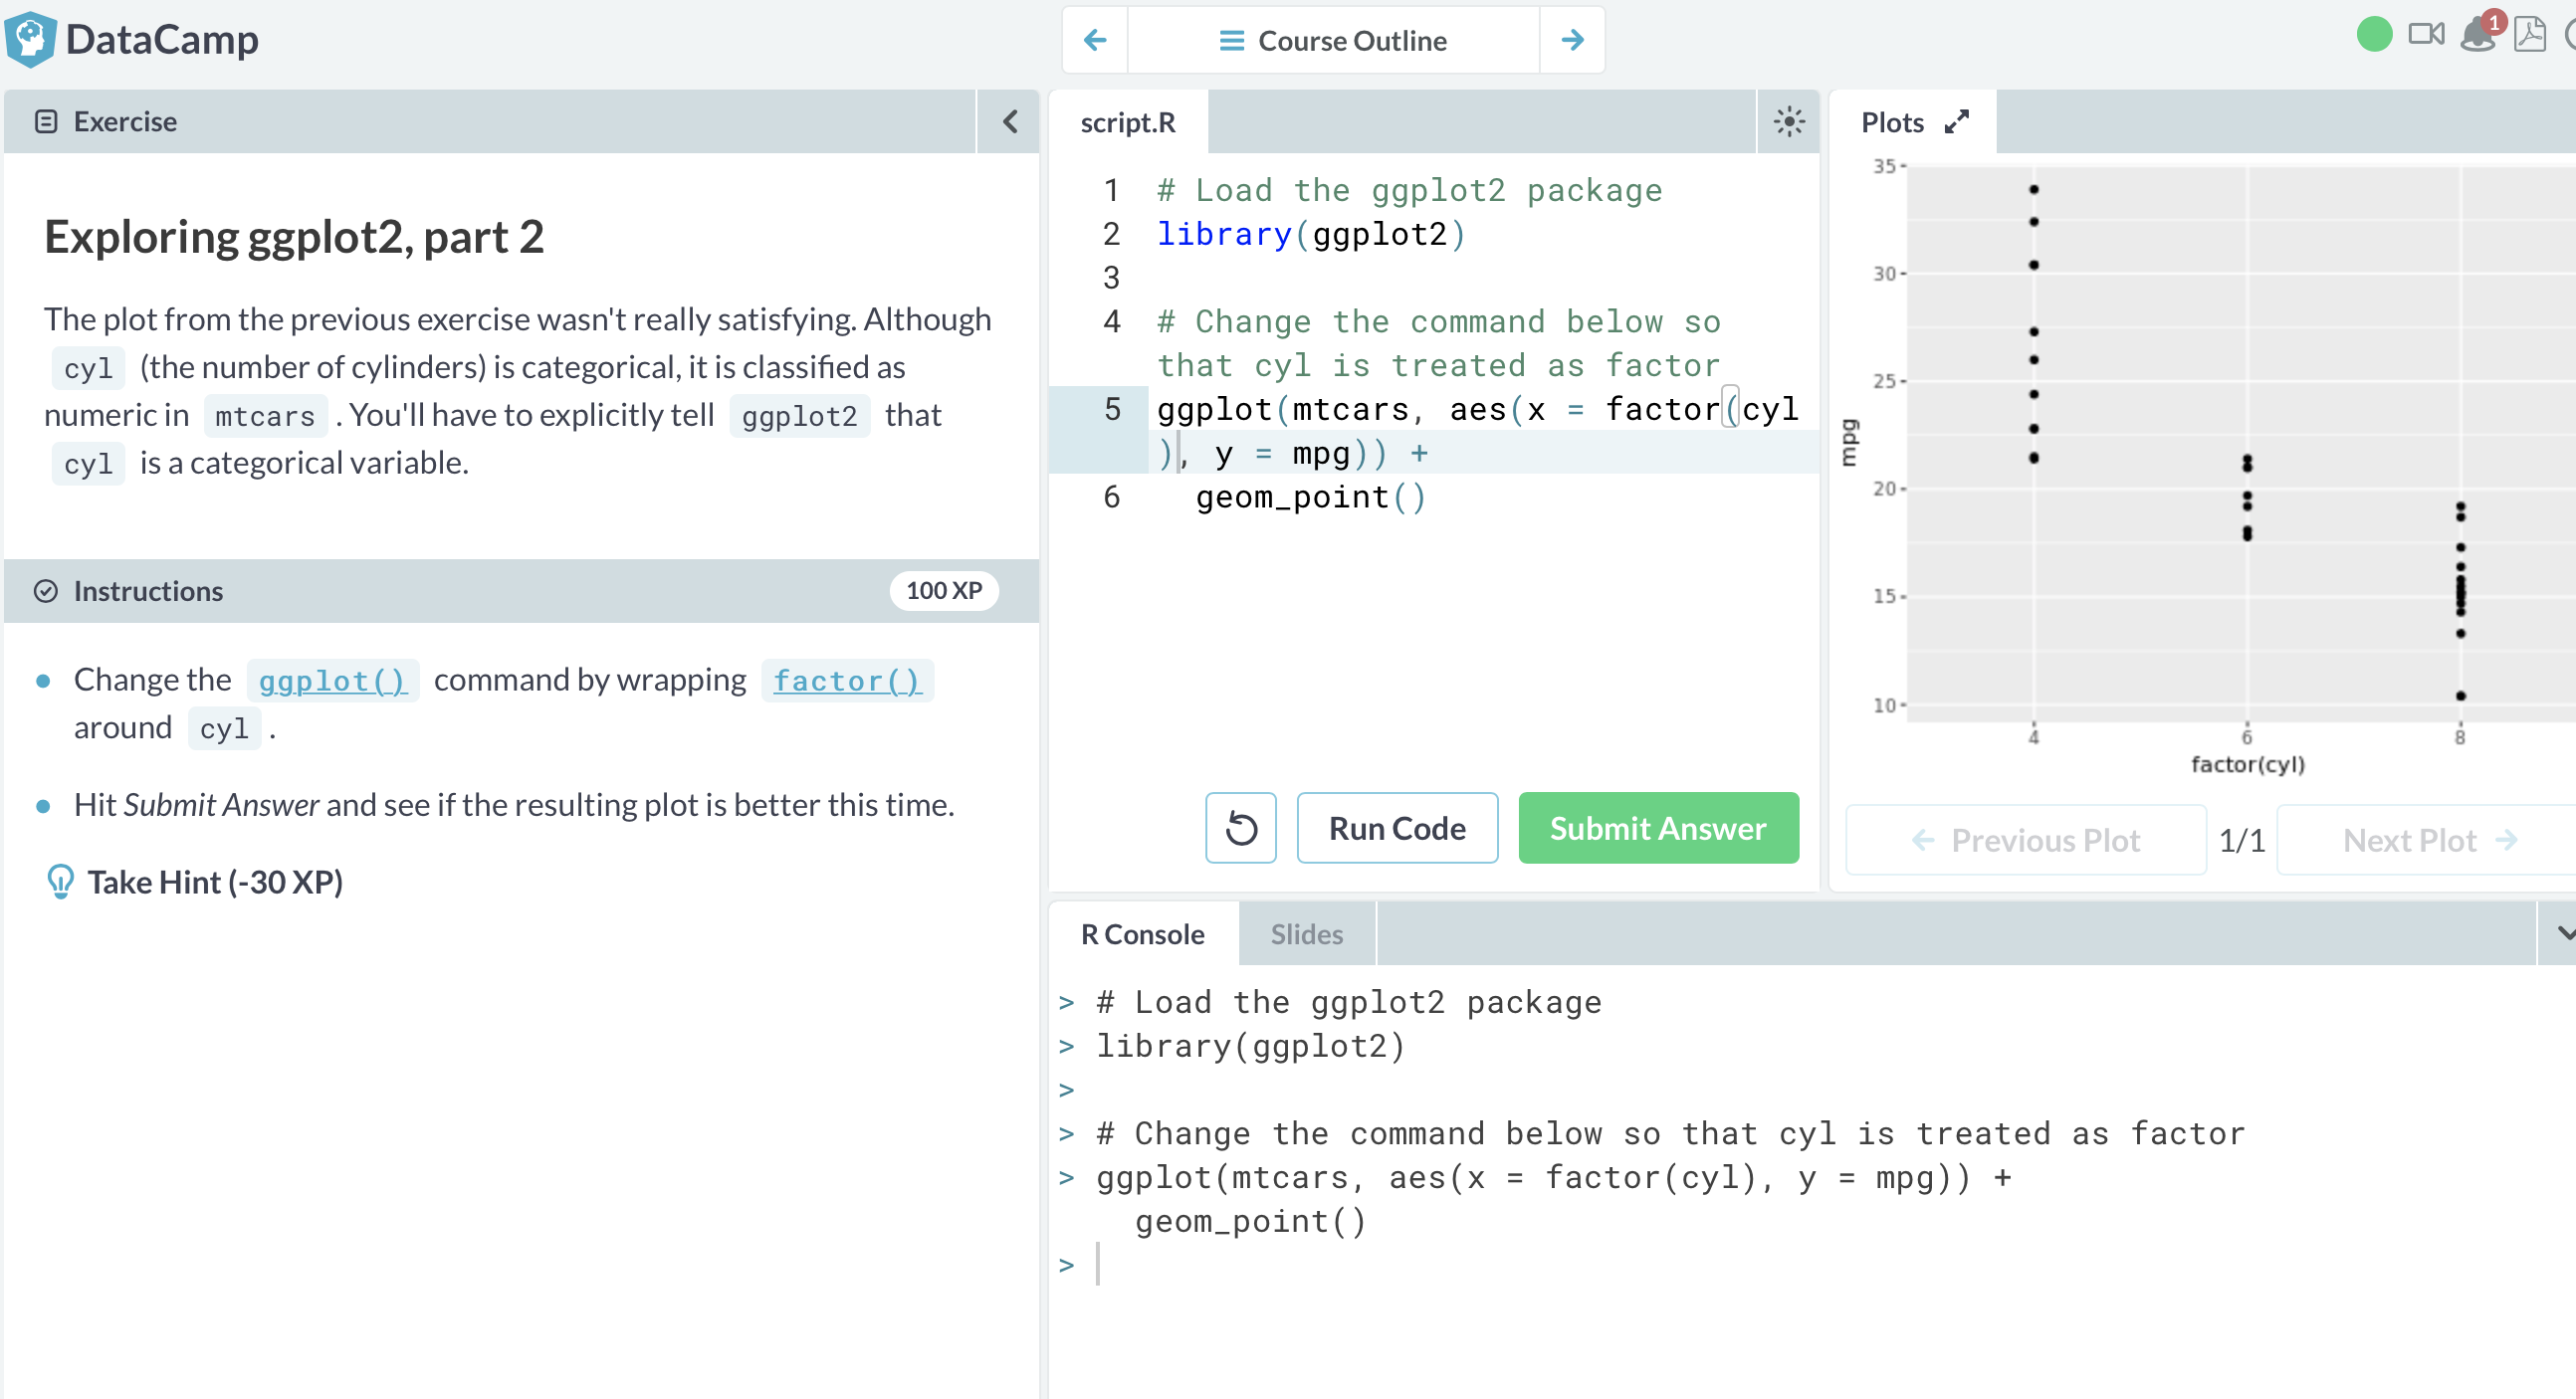 DataCamp
Course Outline
1
Exercise
Exploring ggplot2, part 2
The plot from the previous exercise wasn't really satisfying. Although
cyl (the number of cylinders) is categorical, it is classified as
numeric in mtcars . You'll have to explicitly tell ggplot2 that
cyl is a categorical variable.
Instructions
100 XP
Change the ggplot() command by wrapping factor()
around cyl .
Hit Submit Answer and see if the resulting plot is better this time.
Take Hint (-30 XP)
script.R
1 # Load the ggplot2 package
2 library(ggplot2)
3
4 # Change the command below so
that cyl is treated as factor
5 ggplot(mtcars, aes(x = factor(cyl
), y = mpg)) +
6 geom_point()
Run Code
Submit Answer
Plots
35
30
25
20
15
10
mpg
4 6 8
factor(cyl)
Previous Plot
1/1
Next Plot
R Console
Slides
> # Load the ggplot2 package
> library(ggplot2)
>
> # Change the command below so that cyl is treated as factor
> ggplot(mtcars, aes(x = factor(cyl), y = mpg)) +
geom_point()
>